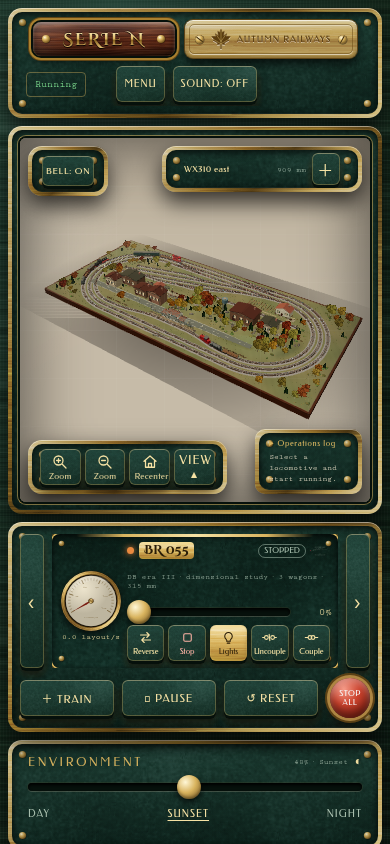 SERIE N
AUTUMN RAILWAYS
Running
MENU
SOUND: OFF
BELL: ON
WX310 east
909 mm
+
Zoom
Zoom
Recenter
VIEW
▲
Operations log
Select a
locomotive and
start running.
BR 055
STOPPED
DB era III · dimensional study · 3 wagons ·
315 mm
0%
0.0 layout/s
Reverse
Stop
Lights
Uncouple
Couple
‹
›
+ TRAIN
PAUSE
↺ RESET
STOP
ALL
ENVIRONMENT
48% · Sunset
DAY
SUNSET
NIGHT